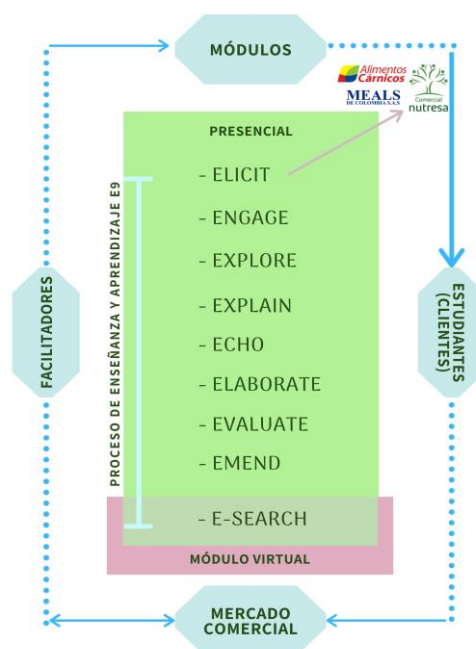 MÓDULOS
Alimentos
Cárnicos
MEALS
DE COLOMBIA S.A.S
Comercial
nutresa
PRESENCIAL
- ELICIT
- ENGAGE
- EXPLORE
- EXPLAIN
- ECHO
- ELABORATE
- EVALUATE
- EMEND
- E-SEARCH
MÓDULO VIRTUAL
PROCESO DE ENSEÑANZA Y APRENDIZAJE E9
FACILITADORES
ESTUDIANTES
(CLIENTES)
MERCADO
COMERCIAL